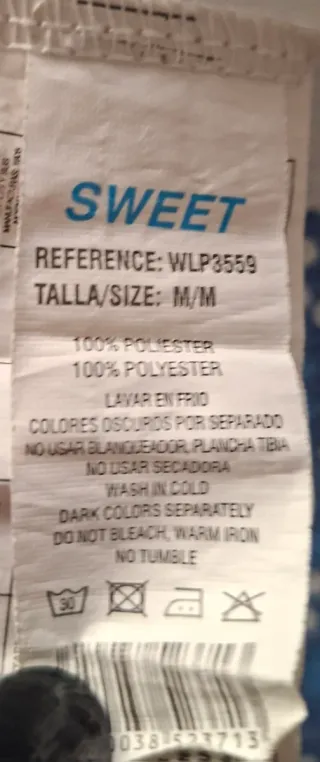 SWEET
REFERENCE: WLP3559
TALLA/SIZE: M/M
100% POLIESTER
100% POLYESTER
LAVAR EN FRIO
COLORES OSCUROS POR SEPARADO
NO USAR BLANQUEADOR, PLANCHA TIBIA
NO USAR SECADORA
WASH IN COLD
DARK COLORS SEPARATELY
DO NOT BLEACH, WARM IRON
NO TUMBLE
30